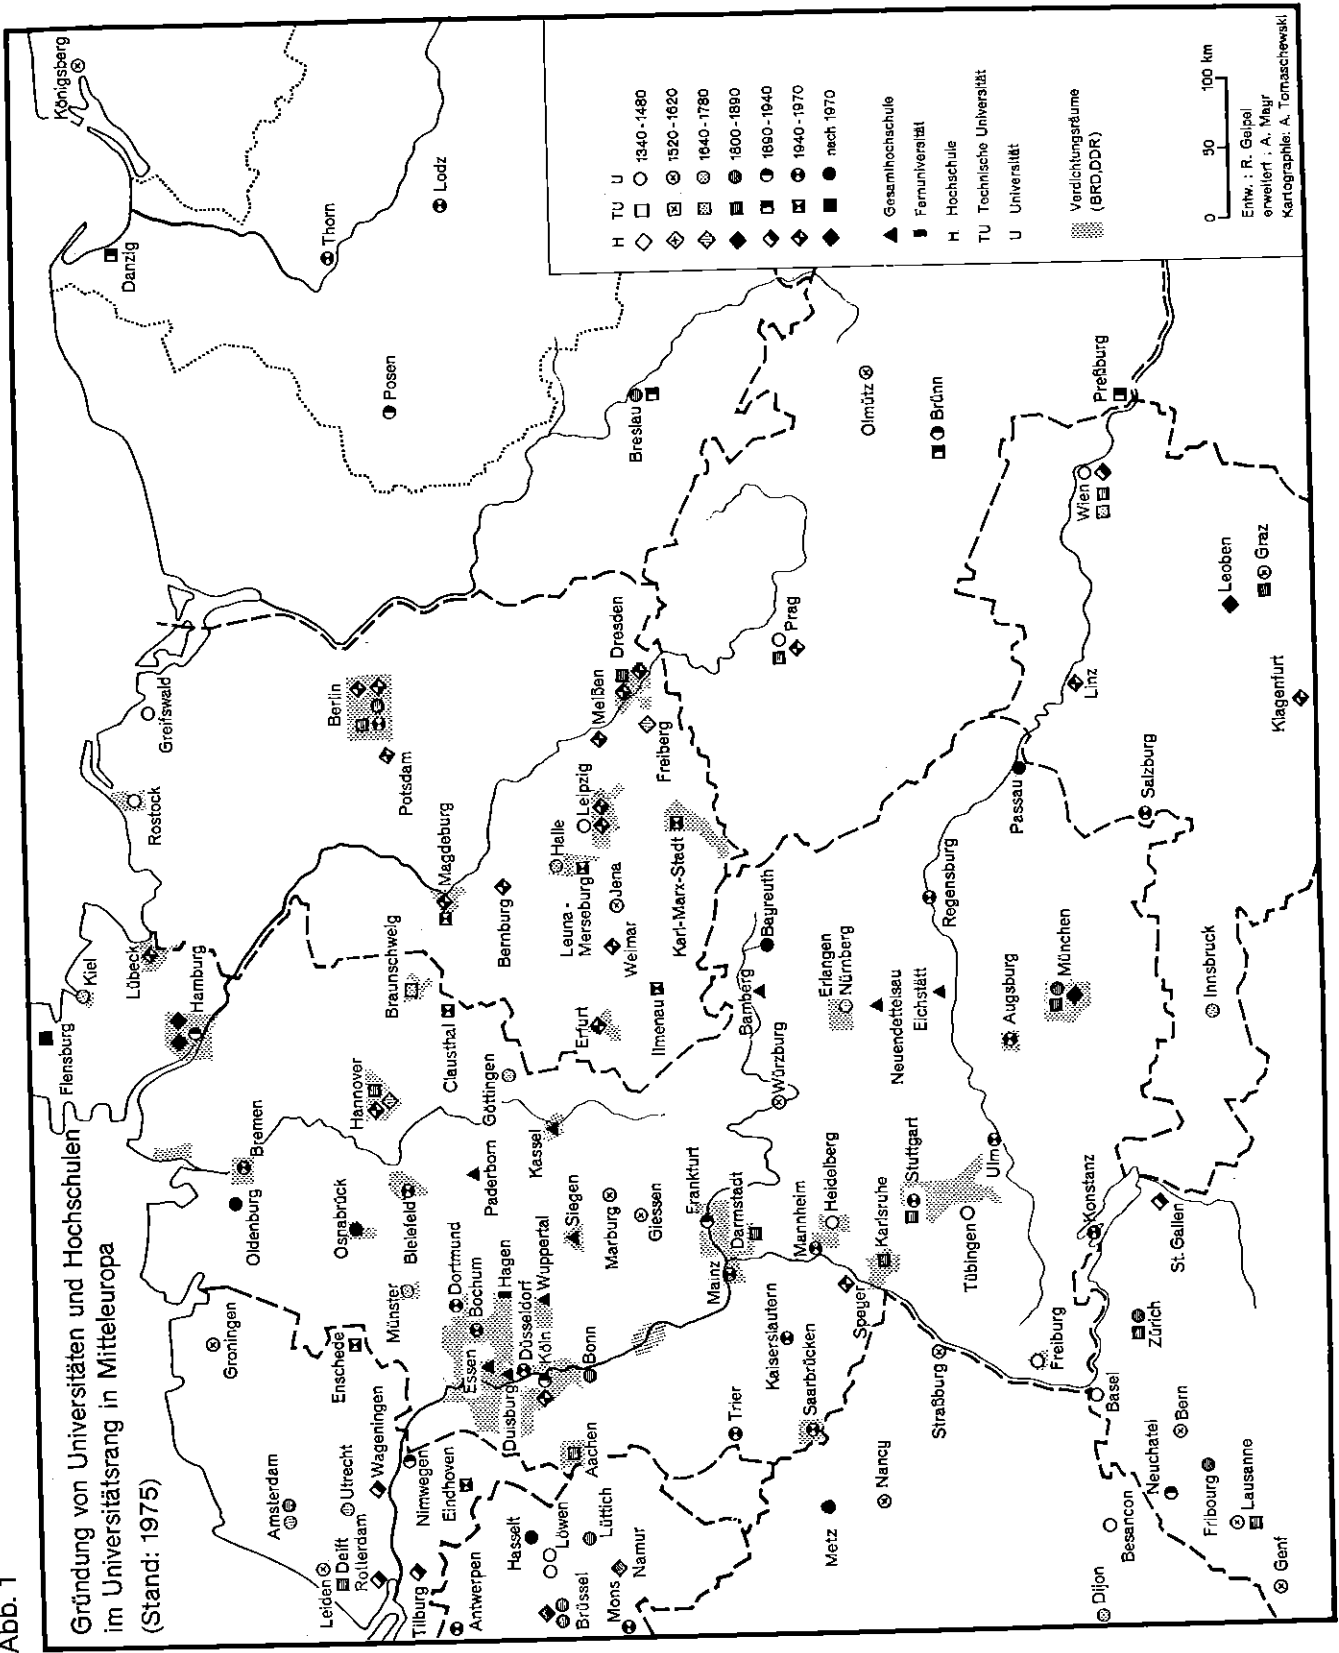 Abb. 1
Gründung von Universitäten und Hochschulen
im Universitätsrang in Mitteleuropa
(Stand: 1975)
Flensburg
Kiel
Lübeck
Hamburg
Rostock
Greifswald
Danzig
Königsberg
Thorn
Lodz
Posen
Berlin
Potsdam
Magdeburg
Braunschweig
Clausthal
Göttingen
Hannover
Bremen
Oldenburg
Osnabrück
Bielefeld
Münster
Paderborn
Kassel
Groningen
Enschede
Amsterdam
Utrecht
Leiden
Delft
Rotterdam
Wageningen
Nimwegen
Eindhoven
Tilburg
Antwerpen
Hasselt
Löwen
Lüttich
Brüssel
Mons
Namur
Dortmund
Bochum
Hagen
Essen
Duisburg
Düsseldorf
Wuppertal
Köln
Bonn
Aachen
Siegen
Marburg
Giessen
Frankfurt
Darmstadt
Mainz
Mannheim
Heidelberg
Kaiserslautern
Saarbrücken
Speyer
Trier
Karlsruhe
Stuttgart
Tübingen
Ulm
Freiburg
Konstanz
Straßburg
Metz
Nancy
Bernburg
Halle
Leuna-
Merseburg
Leipzig
Jena
Weimar
Erfurt
Ilmenau
Karl-Marx-Stadt
Meißen
Dresden
Freiberg
Breslau
Bayreuth
Bamberg
Würzburg
Erlangen
Nürnberg
Neuendettelsau
Eichstätt
Regensburg
Passau
Augsburg
München
Prag
Olmütz
Brünn
Preßburg
Wien
Linz
Salzburg
Innsbruck
Leoben
Graz
Klagenfurt
St. Gallen
Zürich
Basel
Bern
Neuchatel
Fribourg
Lausanne
Genf
Besancon
Dijon
H TU U
1340-1480
1520-1620
1640-1780
1800-1890
1890-1940
1940-1970
nach 1970
Gesamthochschule
Fernuniversität
H Hochschule
TU Technische Universität
U Universität
Verdichtungsräume
(BRD,DDR)
0 50 100 km
Entw. : R. Geipel
erweitert : A. Mayr
Kartographie: A. Tomaschewski